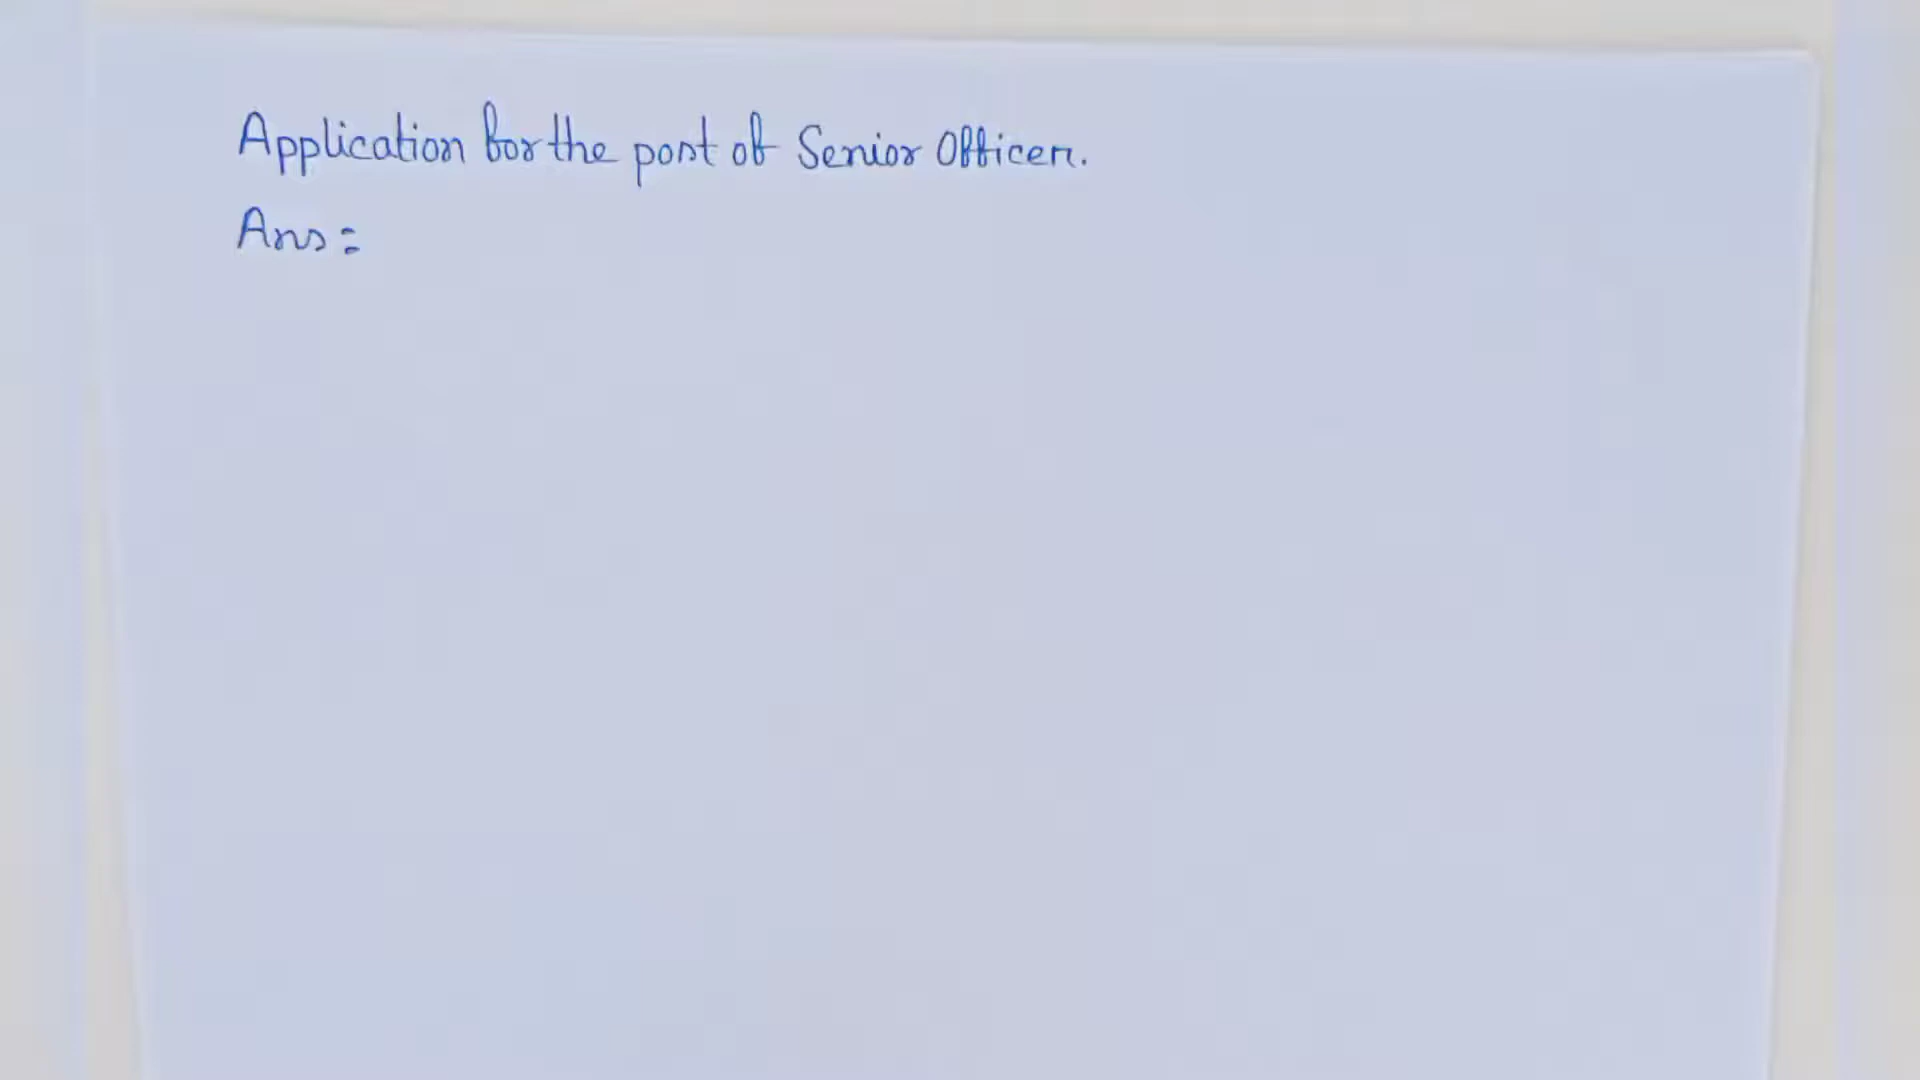 Application for the post of Senior Officer.
Ans: